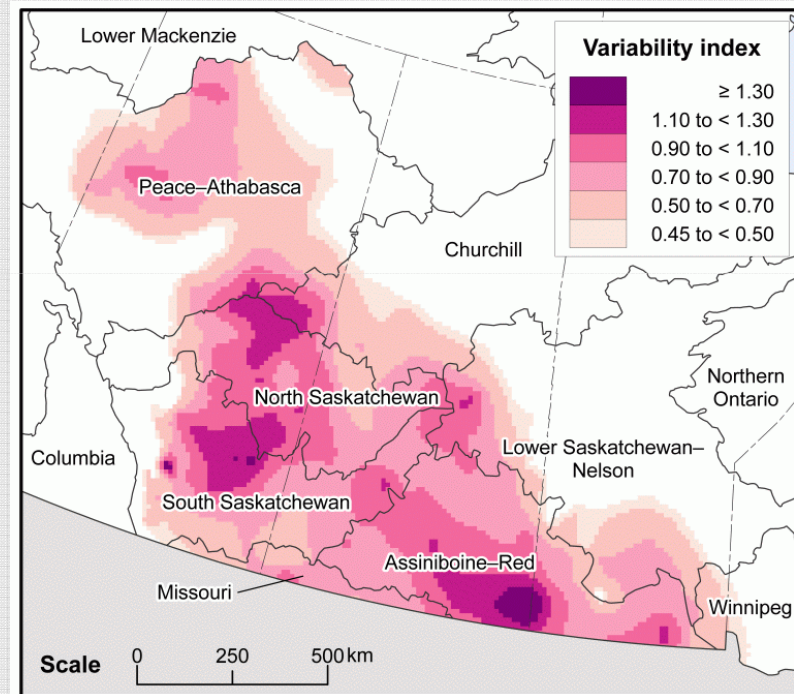 Lower Mackenzie
Variability index
≥ 1.30
1.10 to < 1.30
0.90 to < 1.10
0.70 to < 0.90
0.50 to < 0.70
0.45 to < 0.50
Peace–Athabasca
Churchill
North Saskatchewan
Northern
Ontario
Columbia
Lower Saskatchewan–
Nelson
South Saskatchewan
Assiniboine–Red
Missouri
Winnipeg
Scale
0 250 500 km